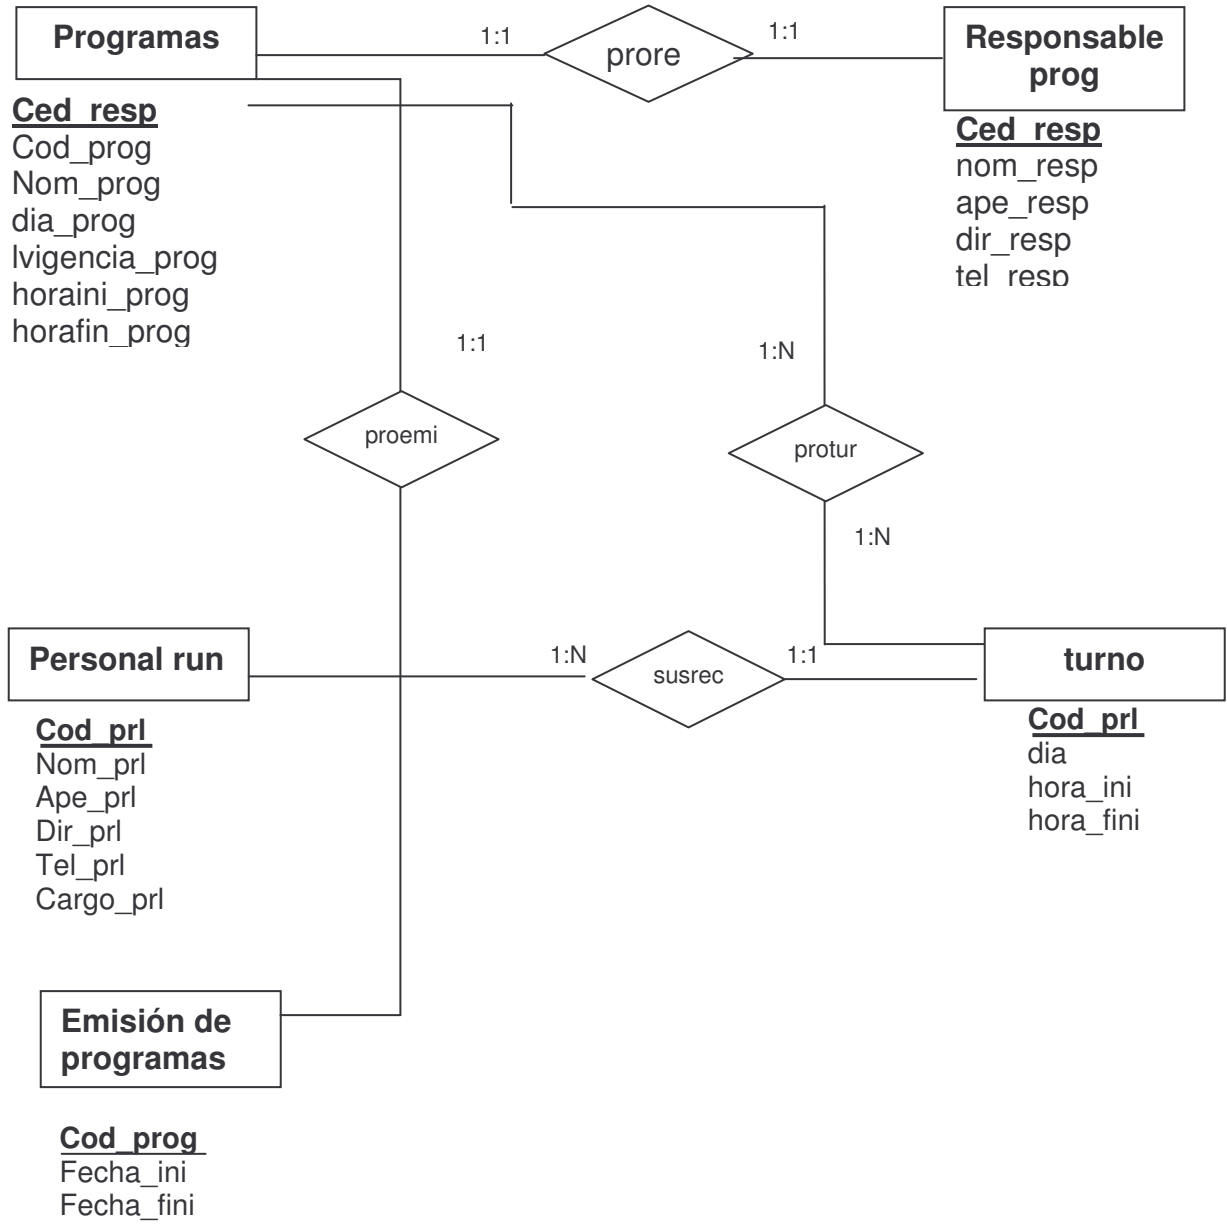 Programas
1:1
prore
1:1
Responsable
prog
Ced_resp
Cod_prog
Nom_prog
dia_prog
lvigencia_prog
horaini_prog
horafin_prog
Ced_resp
nom_resp
ape_resp
dir_resp
tel_resp
1:1
1:N
proemi
protur
1:N
Personal run
1:N
susrec
1:1
turno
Cod_prl
Nom_prl
Ape_prl
Dir_prl
Tel_prl
Cargo_prl
Cod_prl
dia
hora_ini
hora_fini
Emisión de
programas
Cod_prog
Fecha_ini
Fecha_fini